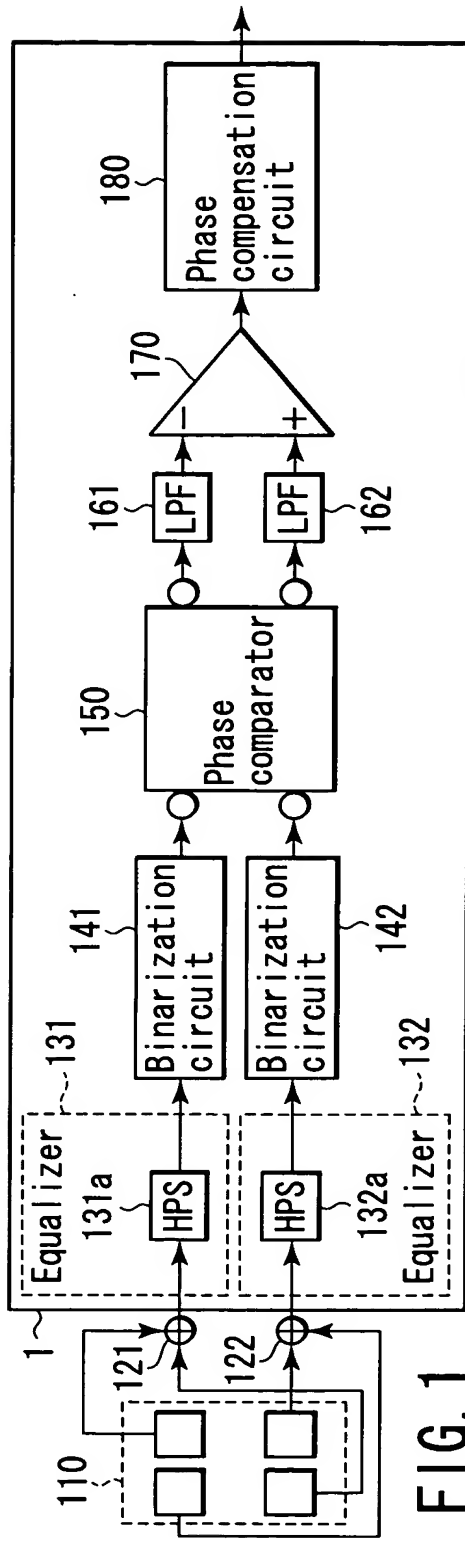 110
121
122
1
Equalizer
131
131a
HPS
HPS
132a
Equalizer
132
141
Binarization
circuit
Binarization
circuit
142
150
Phase
comparator
161
LPF
LPF
162
170
-
+
180
Phase
compensation
circuit
FIG. 1